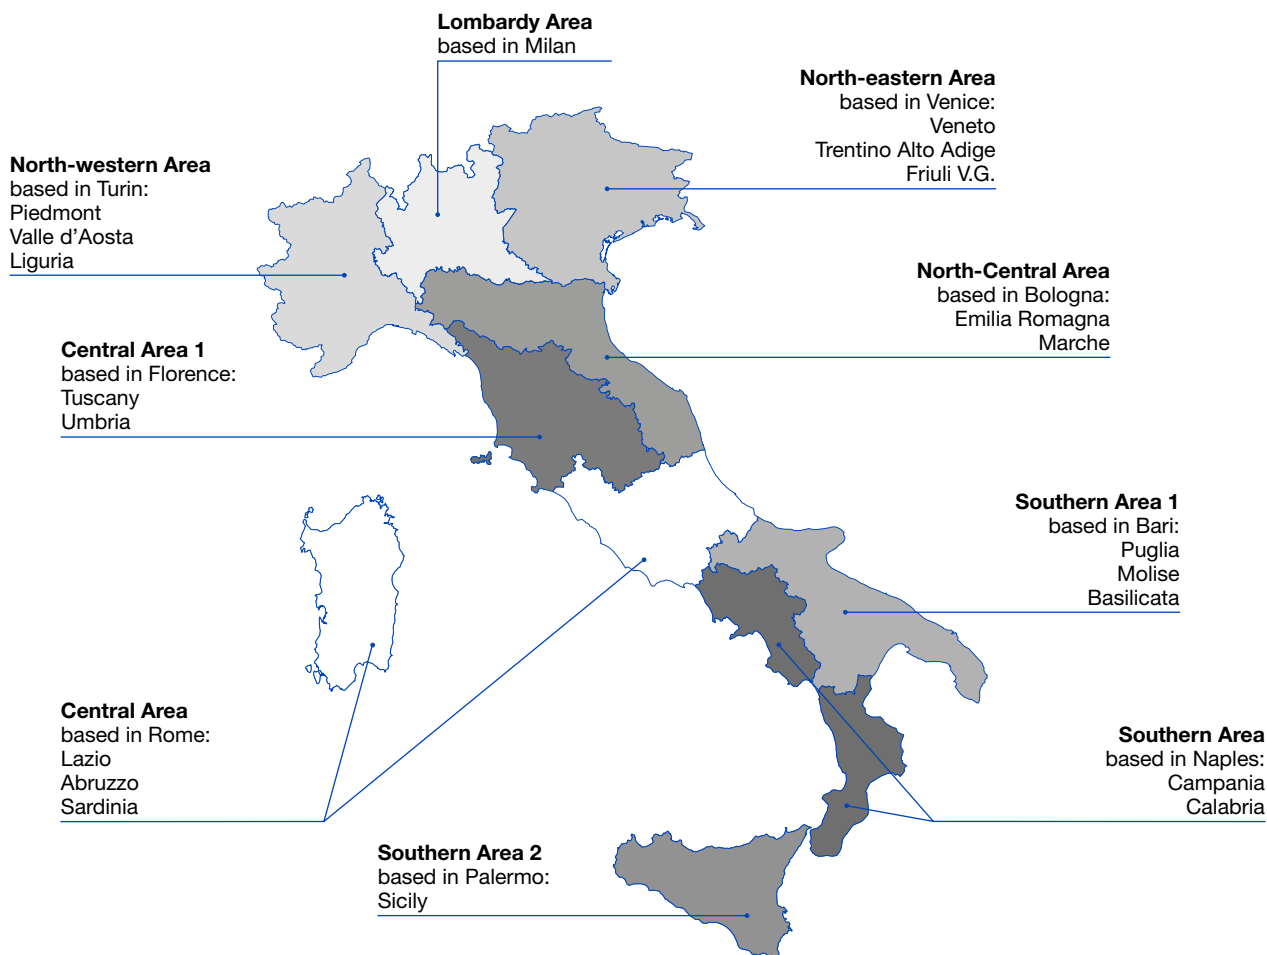 Lombardy Area
based in Milan
North-eastern Area
based in Venice:
Veneto
Trentino Alto Adige
Friuli V.G.
North-western Area
based in Turin:
Piedmont
Valle d’Aosta
Liguria
North-Central Area
based in Bologna:
Emilia Romagna
Marche
Central Area 1
based in Florence:
Tuscany
Umbria
Southern Area 1
based in Bari:
Puglia
Molise
Basilicata
Central Area
based in Rome:
Lazio
Abruzzo
Sardinia
Southern Area
based in Naples:
Campania
Calabria
Southern Area 2
based in Palermo:
Sicily